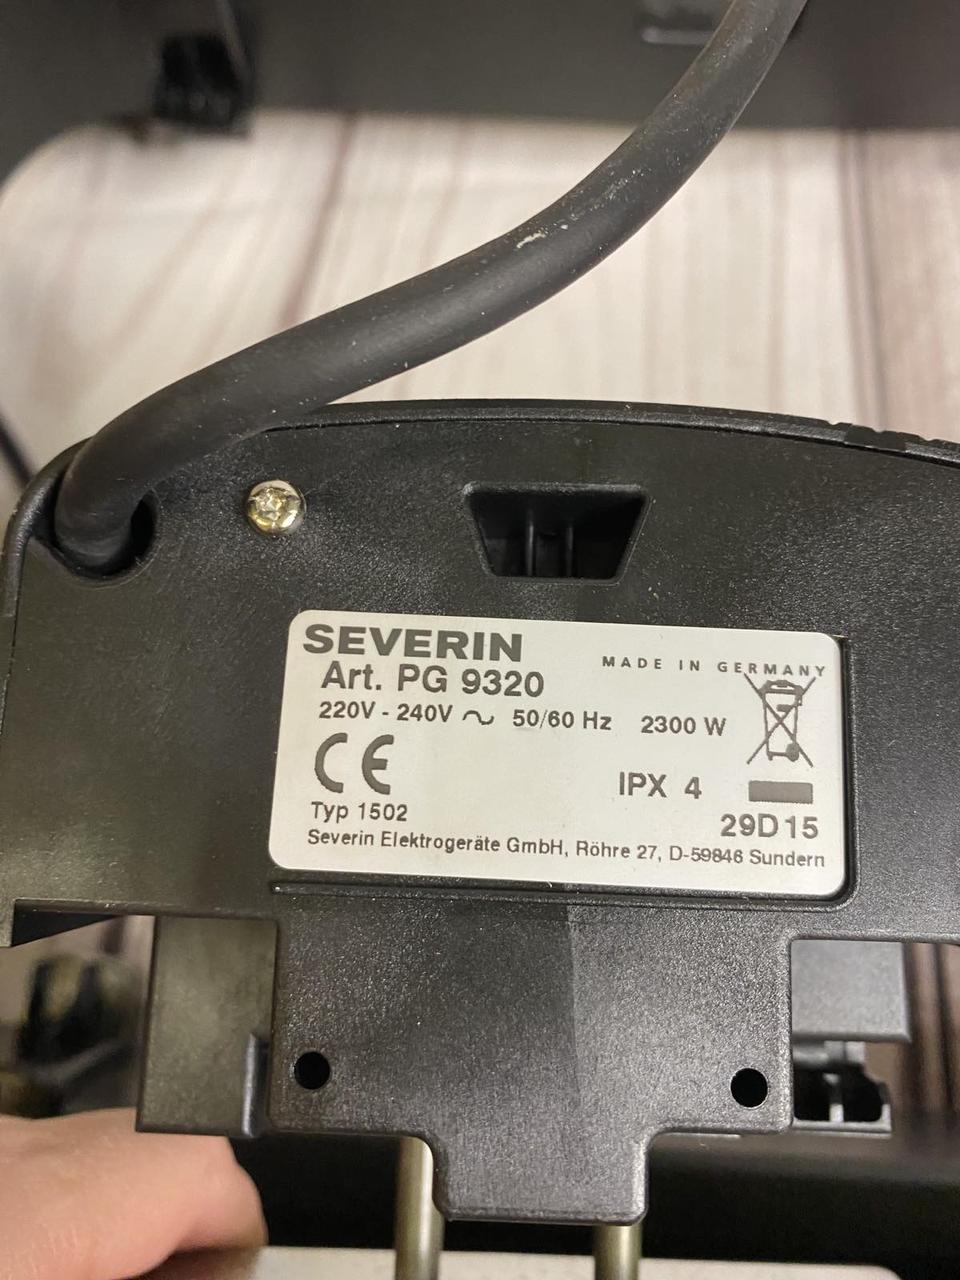 SEVERIN
MADE IN GERMANY
Art. PG 9320
220V - 240V ~ 50/60 Hz 2300 W
CE
IPX 4
Typ 1502
29D15
Severin Elektrogeräte GmbH, Röhre 27, D-59846 Sundern